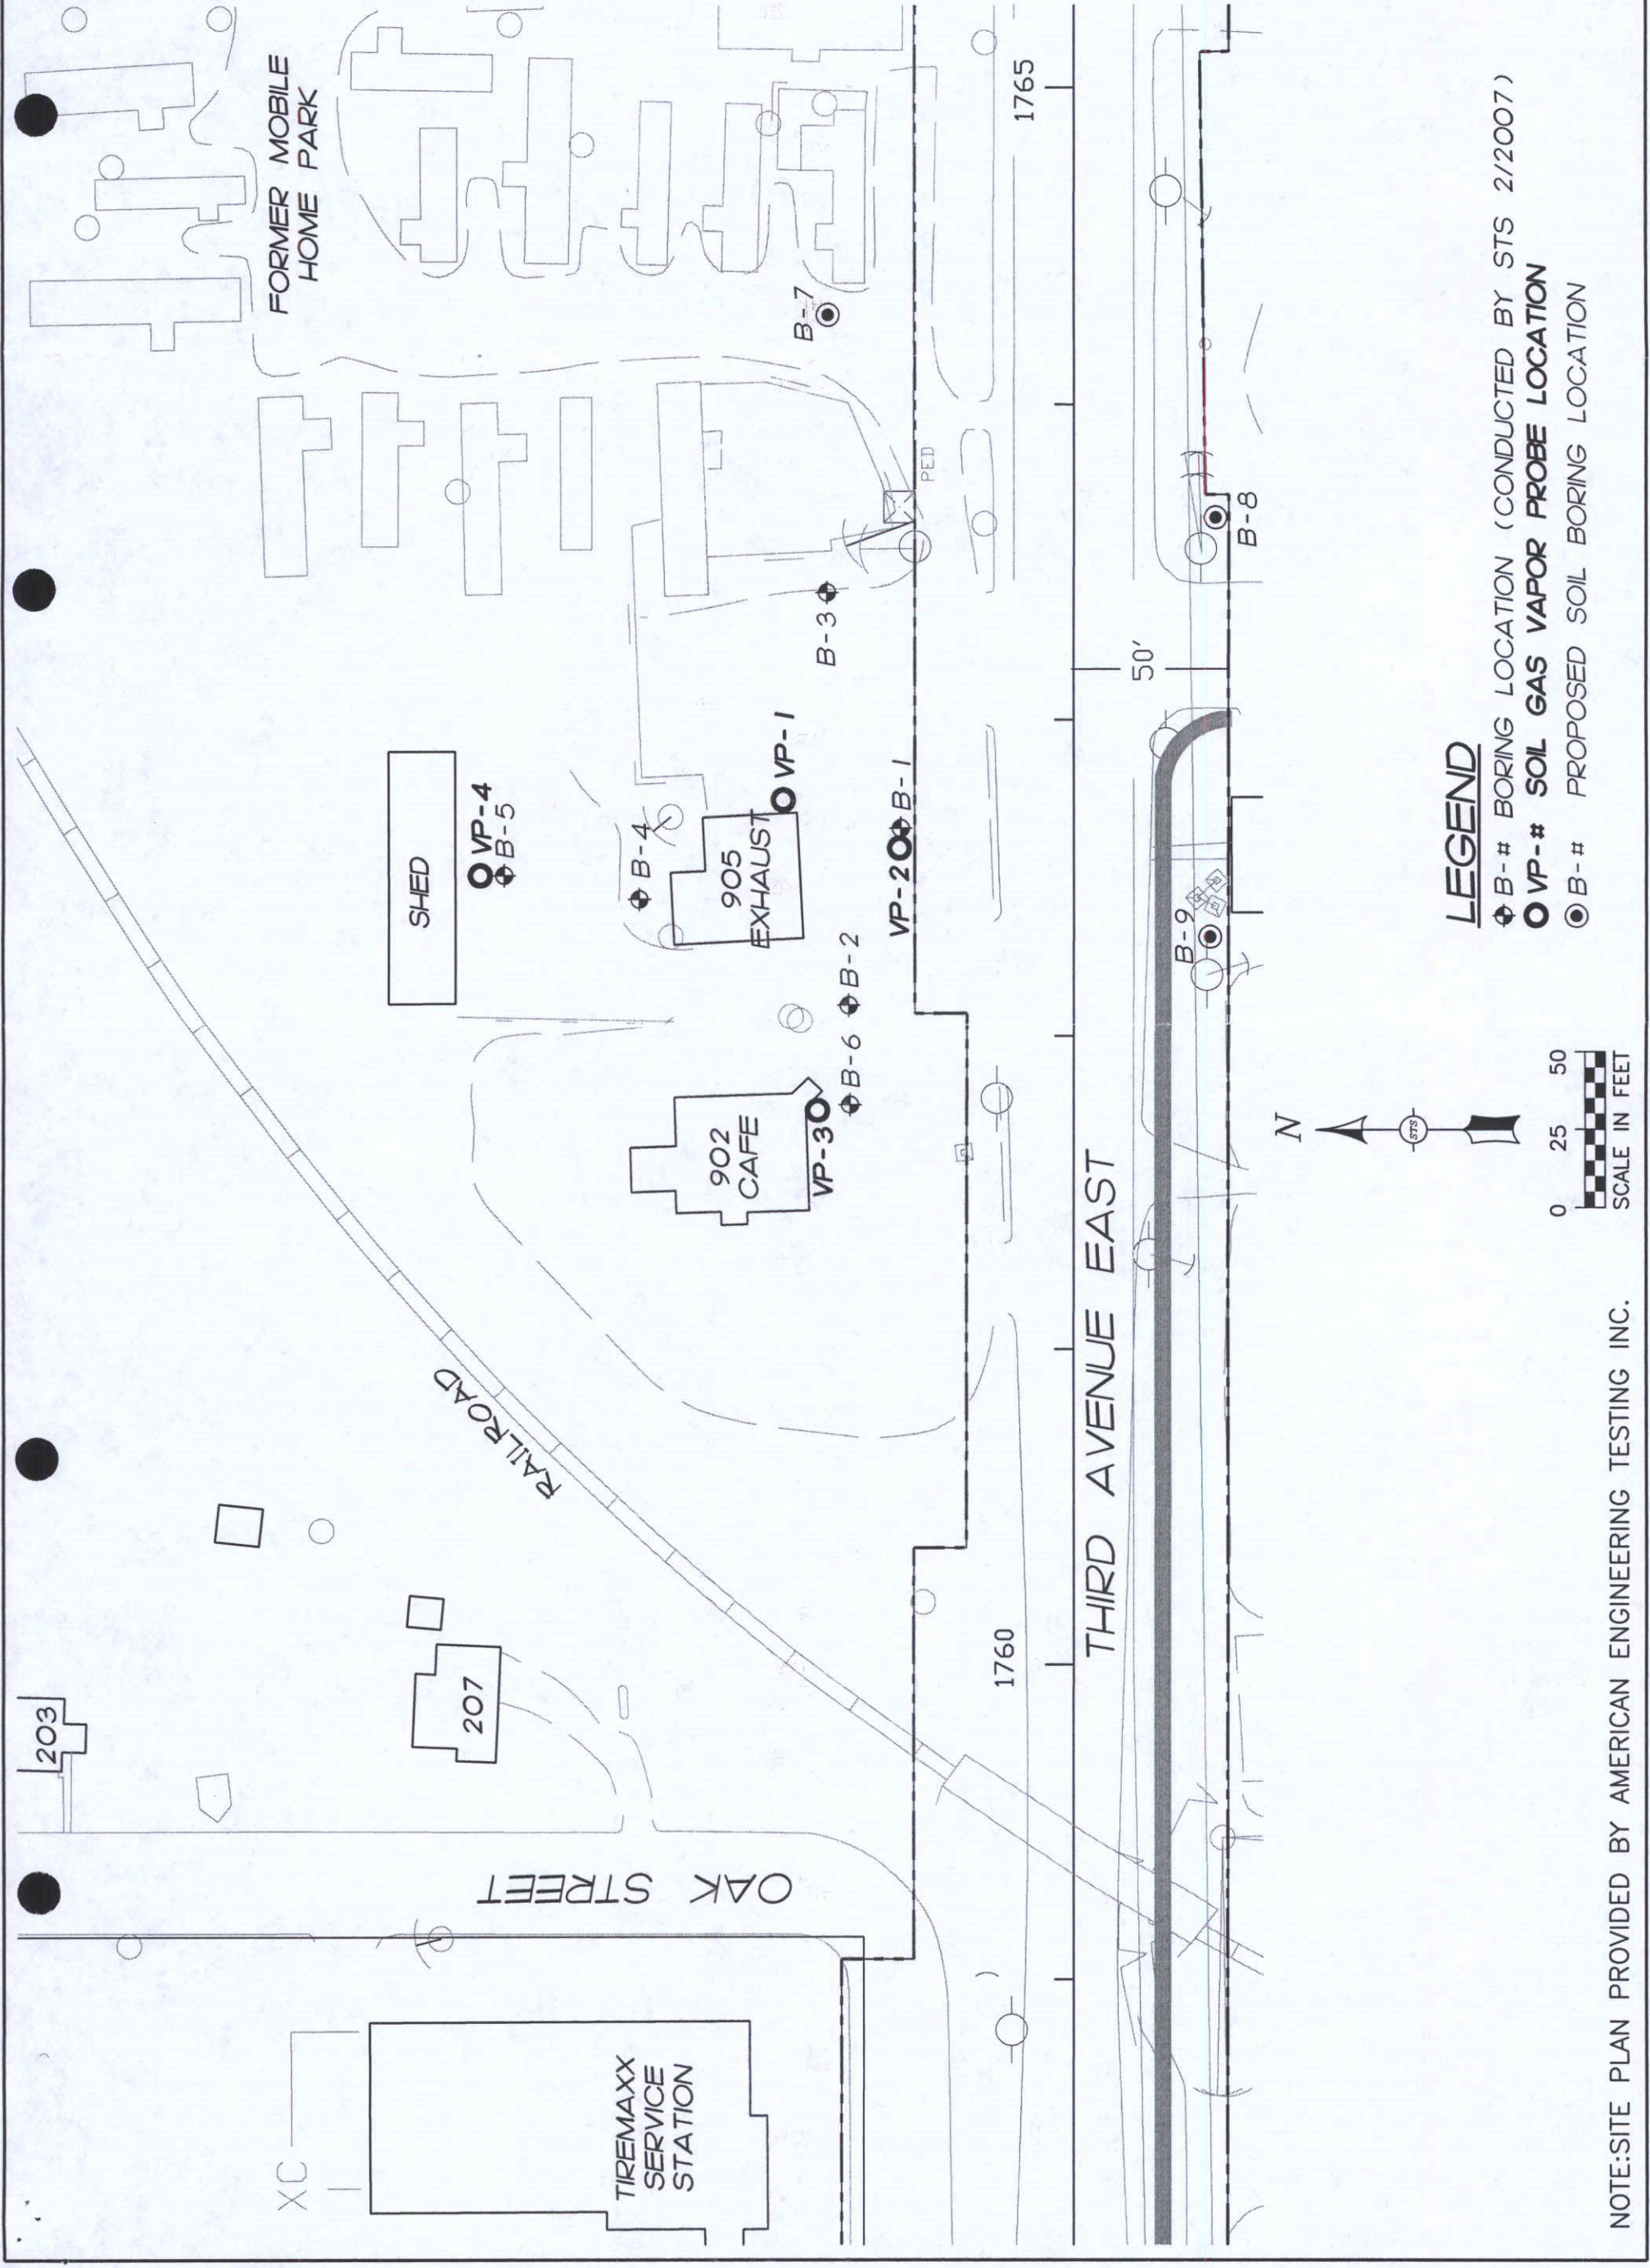 203
207
RAILROAD
OAK STREET
XC
TIREMAXX
SERVICE
STATION
FORMER MOBILE
HOME PARK
SHED
VP-4
B-5
B-4
905
EXHAUST
VP-1
902
CAFE
VP-3
B-6
B-2
VP-2
B-1
B-3
B-7
PED
1760
1765
THIRD AVENUE EAST
50'
B-9
B-8
N
STS
0 25 50
SCALE IN FEET
LEGEND
B-# BORING LOCATION (CONDUCTED BY STS 2/2007)
VP-# SOIL GAS VAPOR PROBE LOCATION
B-# PROPOSED SOIL BORING LOCATION
NOTE:SITE PLAN PROVIDED BY AMERICAN ENGINEERING TESTING INC.